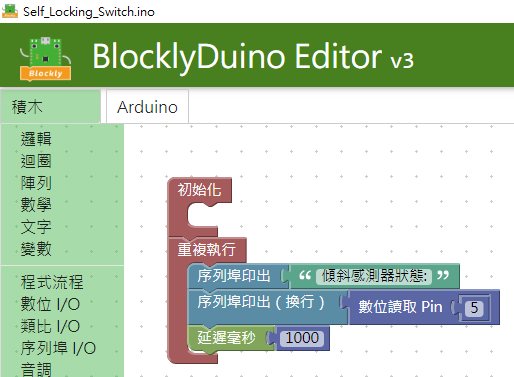 Self_Locking_Switch.ino
Blockly
BlocklyDuino Editor v3
積木
Arduino
邏輯
迴圈
陣列
數學
文字
變數
程式流程
數位 I/O
類比 I/O
序列埠 I/O
音調
初始化
重複執行
序列埠印出 “ 傾斜感測器狀態: ”
序列埠印出 ( 換行 ) 數位讀取 Pin 5
延遲毫秒 1000